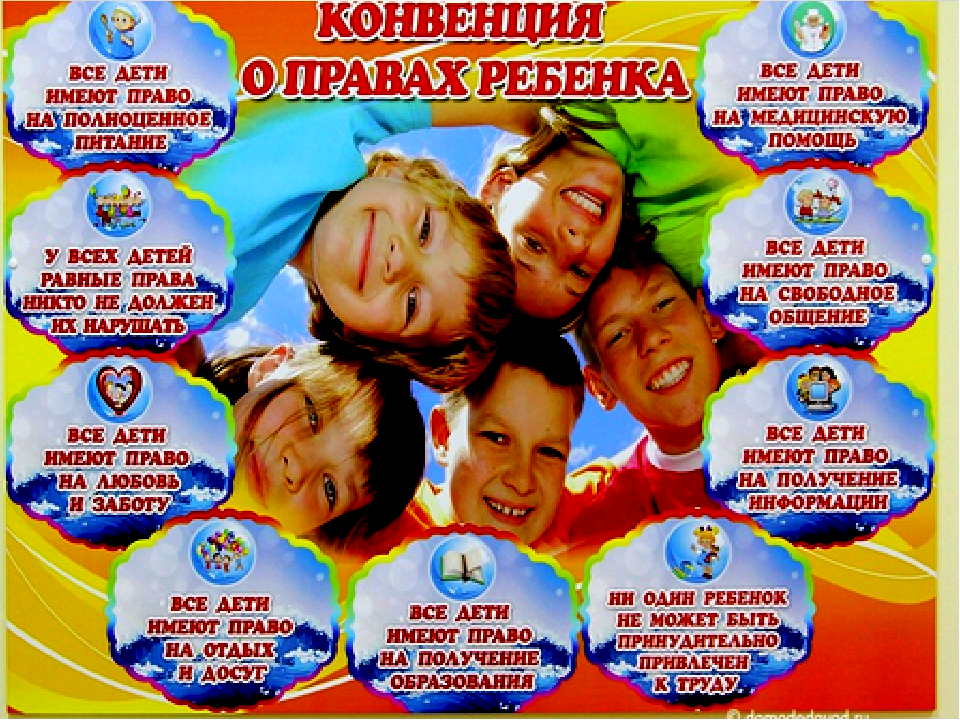 КОНВЕНЦИЯ
О ПРАВАХ РЕБЕНКА
ВСЕ ДЕТИ
ИМЕЮТ ПРАВО
НА ПОЛНОЦЕННОЕ
ПИТАНИЕ
ВСЕ ДЕТИ
ИМЕЮТ ПРАВО
НА МЕДИЦИНСКУЮ
ПОМОЩЬ
У ВСЕХ ДЕТЕЙ
РАВНЫЕ ПРАВА
НИКТО НЕ ДОЛЖЕН
ИХ НАРУШАТЬ
ВСЕ ДЕТИ
ИМЕЮТ ПРАВО
НА СВОБОДНОЕ
ОБЩЕНИЕ
ВСЕ ДЕТИ
ИМЕЮТ ПРАВО
НА ЛЮБОВЬ
И ЗАБОТУ
ВСЕ ДЕТИ
ИМЕЮТ ПРАВО
НА ПОЛУЧЕНИЕ
ИНФОРМАЦИИ
ВСЕ ДЕТИ
ИМЕЮТ ПРАВО
НА ОТДЫХ
И ДОСУГ
ВСЕ ДЕТИ
ИМЕЮТ ПРАВО
НА ПОЛУЧЕНИЕ
ОБРАЗОВАНИЯ
НИ ОДИН РЕБЕНОК
НЕ МОЖЕТ БЫТЬ
ПРИНУДИТЕЛЬНО
ПРИВЛЕЧЕН
К ТРУДУ